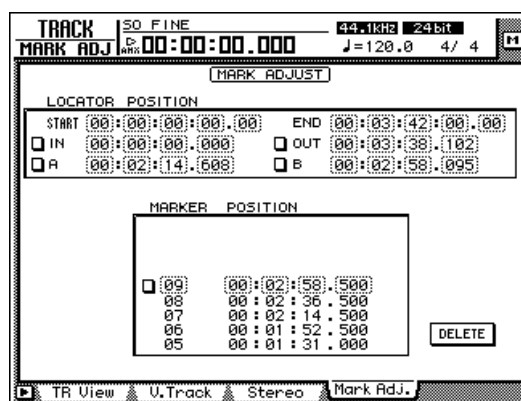 TRACK SO FINE 44.1kHz 24bit M
MARK ADJ ABS 00:00:00.000 ♩=120.0 4/ 4
MARK ADJUST
LOCATOR POSITION
START 00:00:00:00.00 END 00:03:42:00.00
IN 00:00:00.000 OUT 00:03:38.102
A 00:02:14.608 B 00:02:58.095
MARKER POSITION
09 00:02:58.500
08 00:02:36.500
07 00:02:14.500
06 00:01:52.500
05 00:01:31.000
DELETE
TR View V.Track Stereo Mark Adj.